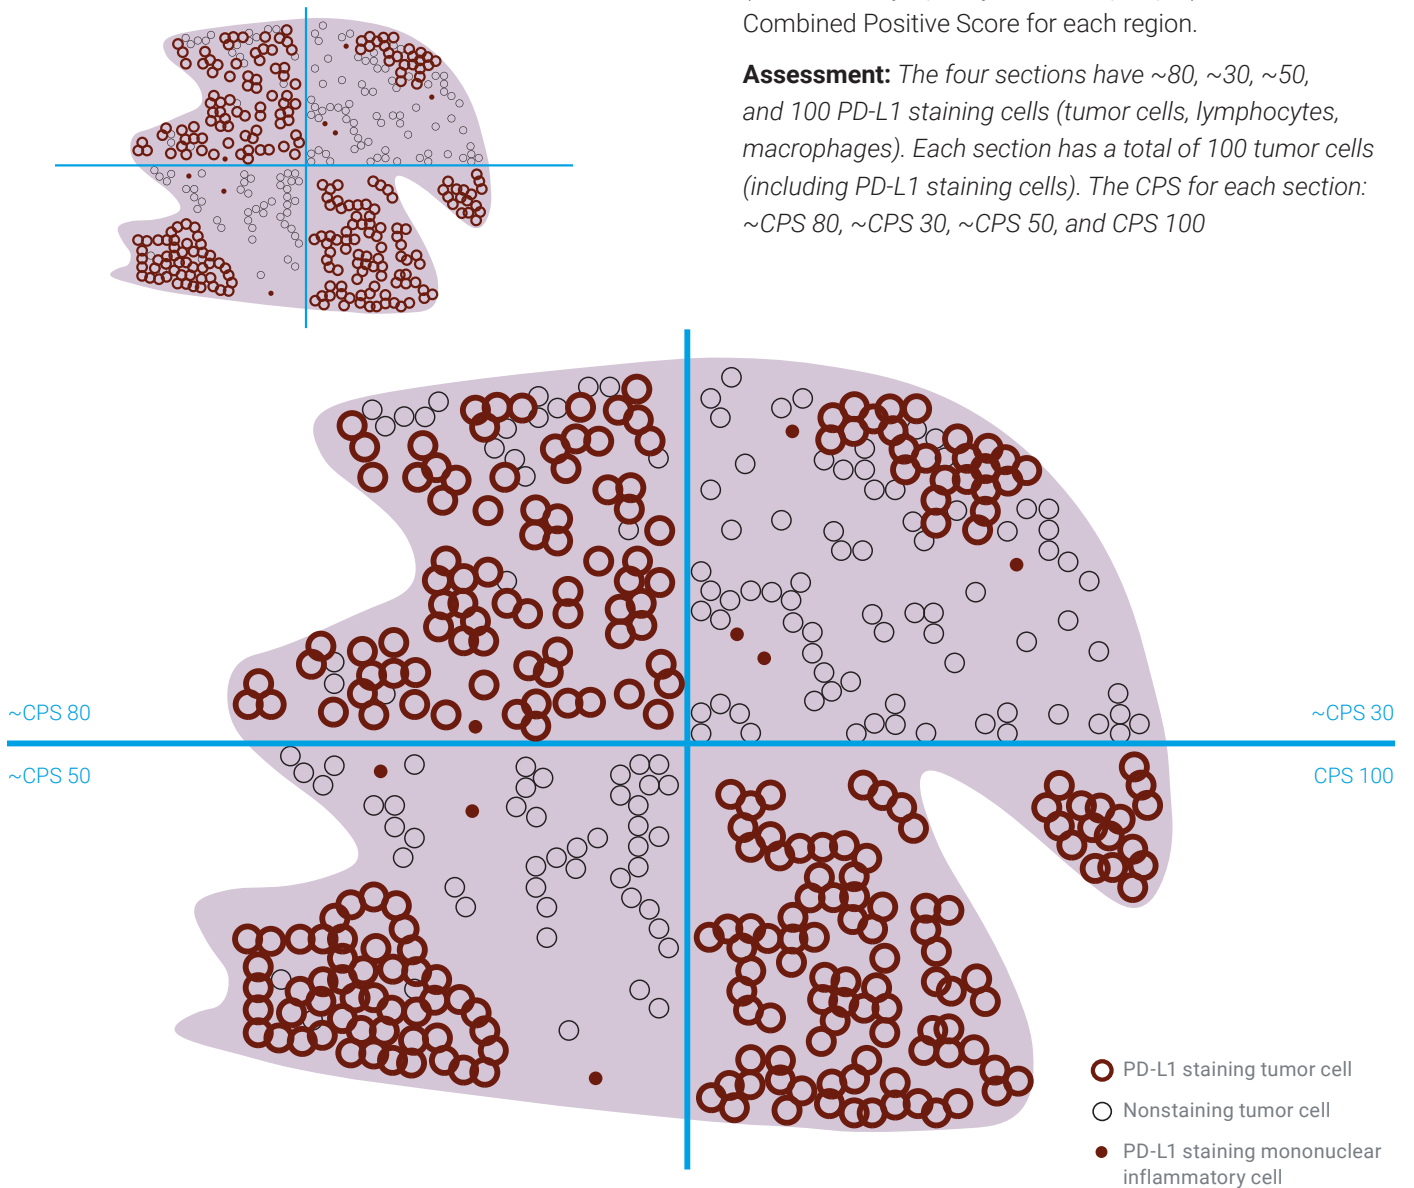 Combined Positive Score for each region.
Assessment: The four sections have ~80, ~30, ~50,
and 100 PD-L1 staining cells (tumor cells, lymphocytes,
macrophages). Each section has a total of 100 tumor cells
(including PD-L1 staining cells). The CPS for each section:
~CPS 80, ~CPS 30, ~CPS 50, and CPS 100
~CPS 80
~CPS 30
~CPS 50
CPS 100
PD-L1 staining tumor cell
Nonstaining tumor cell
PD-L1 staining mononuclear
inflammatory cell